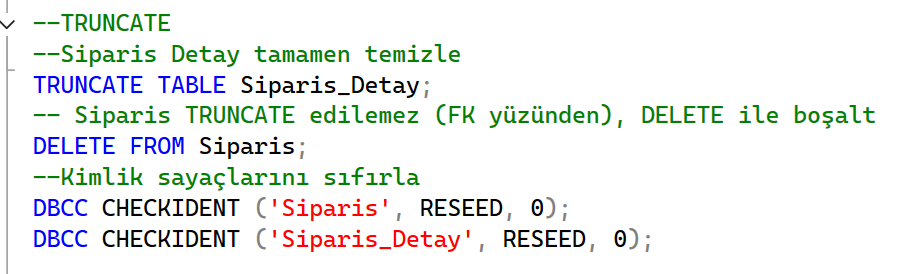 --TRUNCATE
--Siparis Detay tamamen temizle
TRUNCATE TABLE Siparis_Detay;
-- Siparis TRUNCATE edilemez (FK yüzünden), DELETE ile boşalt
DELETE FROM Siparis;
--Kimlik sayaçlarını sıfırla
DBCC CHECKIDENT ('Siparis', RESEED, 0);
DBCC CHECKIDENT ('Siparis_Detay', RESEED, 0);